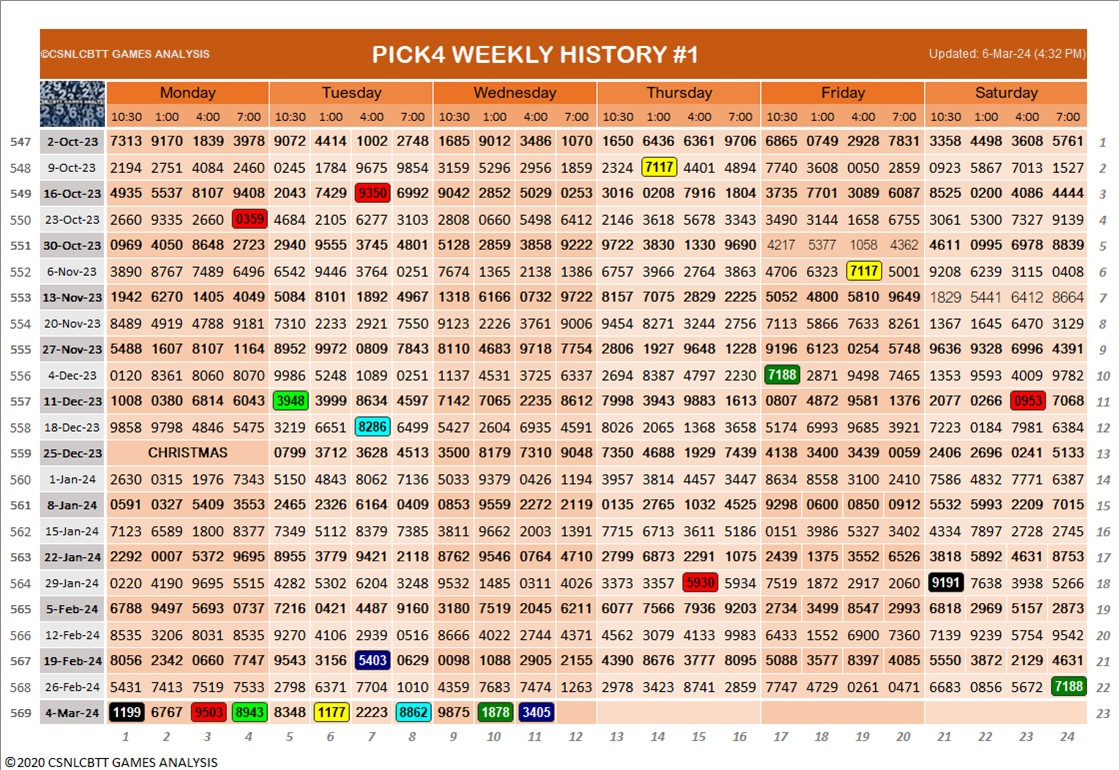 ©CSNLCBTT GAMES ANALYSIS PICK4 WEEKLY HISTORY #1 Updated: 6-Mar-24 (4:32 PM)
Monday Tuesday Wednesday Thursday Friday Saturday
10:30 1:00 4:00 7:00 10:30 1:00 4:00 7:00 10:30 1:00 4:00 7:00 10:30 1:00 4:00 7:00 10:30 1:00 4:00 7:00 10:30 1:00 4:00 7:00
547 2-Oct-23 7313 9170 1839 3978 9072 4414 1002 2748 1685 9012 3486 1070 1650 6436 6361 9706 6865 0749 2928 7831 3358 4498 3608 5761 1
548 9-Oct-23 2194 2751 4084 2460 0245 1784 9675 9854 3159 5296 2956 1859 2324 7117 4401 4894 7740 3608 0050 2859 0923 5867 7013 1527 2
549 16-Oct-23 4935 5537 8107 9408 2043 7429 9350 6992 9042 2852 5029 0253 3016 0208 7916 1804 3735 7701 3089 6087 8525 0200 4086 4444 3
550 23-Oct-23 2660 9335 2660 0359 4684 2105 6277 3103 2808 0660 5498 6412 2146 3618 5678 3343 3490 3144 1658 6755 3061 5300 7327 9139 4
551 30-Oct-23 0969 4050 8648 2723 2940 9555 3745 4801 5128 2859 3858 9222 9722 3830 1330 9690 4217 5377 1058 4362 4611 0995 6978 8839 5
552 6-Nov-23 3890 8767 7489 6496 6542 9446 3764 0251 7674 1365 2138 1386 6757 3966 2764 3863 4706 6323 7117 5001 9208 6239 3115 0408 6
553 13-Nov-23 1942 6270 1405 4049 5084 8101 1892 4967 1318 6166 0732 9722 8157 7075 2829 2225 5052 4800 5810 9649 1829 5441 6412 8664 7
554 20-Nov-23 8489 4919 4788 9181 7310 2233 2921 7550 9123 2226 3761 9006 9454 8271 3244 2756 7113 5866 7633 8261 1367 1645 6470 3129 8
555 27-Nov-23 5488 1607 8107 1164 8952 9972 0809 7843 8110 4683 9718 7754 2806 1927 9648 1228 9196 6123 0254 5748 9636 9328 6996 4391 9
556 4-Dec-23 0120 8361 8060 8070 9986 5248 1089 0251 1137 4531 3725 6337 2694 8387 4797 2230 7188 2871 9498 7465 1353 9593 4009 9782 10
557 11-Dec-23 1008 0380 6814 6043 3948 3999 8634 4597 7142 7065 2235 8612 7998 3943 9883 1613 0807 4872 9581 1376 2077 0266 0953 7068 11
558 18-Dec-23 9858 9798 4846 5475 3219 6651 8286 6499 5427 2604 6935 4591 8026 2065 1368 3658 5174 6993 9685 3921 7223 0184 7981 6384 12
559 25-Dec-23 CHRISTMAS 0799 3712 3628 4513 3500 8179 7310 9048 7350 4688 1929 7439 4138 3400 3439 0059 2406 2696 0241 5133 13
560 1-Jan-24 2630 0315 1976 7343 5150 4843 8062 7136 5033 9379 0426 1194 3957 3814 4457 3447 8634 8558 3100 2410 7586 4832 7771 6387 14
561 8-Jan-24 0591 0327 5409 3553 2465 2326 6164 0409 0853 9559 2272 2119 0135 2765 1032 4525 9298 0600 0850 0912 5532 5993 2209 7015 15
562 15-Jan-24 7123 6589 1800 8377 7349 5112 8379 7385 3811 9662 2003 1391 7715 6713 3611 5186 0151 3986 5327 3402 4334 7897 2728 2745 16
563 22-Jan-24 2292 0007 5372 9695 8955 3779 9421 2118 8762 9546 0764 4710 2799 6873 2291 1075 2439 1375 3552 6526 3818 5892 4631 8753 17
564 29-Jan-24 0220 4190 9695 5515 4282 5302 6204 3248 9532 1485 0311 4026 3373 3357 5930 5934 7519 1872 2917 2060 9191 7638 3938 5266 18
565 5-Feb-24 6788 9497 5693 0737 7216 0421 4487 9160 3180 7519 2045 6211 6077 7566 7936 9203 2734 3499 8547 2993 6818 2969 5157 2873 19
566 12-Feb-24 8535 3206 8031 8535 9270 4106 2939 0516 8666 4022 2744 4371 4562 3079 4133 9983 6433 1552 6900 7360 7139 9239 5754 9542 20
567 19-Feb-24 8056 2342 0660 7747 9543 3156 5403 0629 0098 1088 2905 2155 4390 8676 3777 8095 5088 3577 8397 4085 5550 3872 2129 4631 21
568 26-Feb-24 5431 7413 7519 7533 2798 6371 7704 1010 4359 7683 7474 1263 2978 3423 8741 2859 7747 4729 0261 0471 6683 0856 5672 7188 22
569 4-Mar-24 1199 6767 9503 8943 8348 1177 2223 8862 9875 1878 3405 23
1 2 3 4 5 6 7 8 9 10 11 12 13 14 15 16 17 18 19 20 21 22 23 24
©2020 CSNLCBTT GAMES ANALYSIS